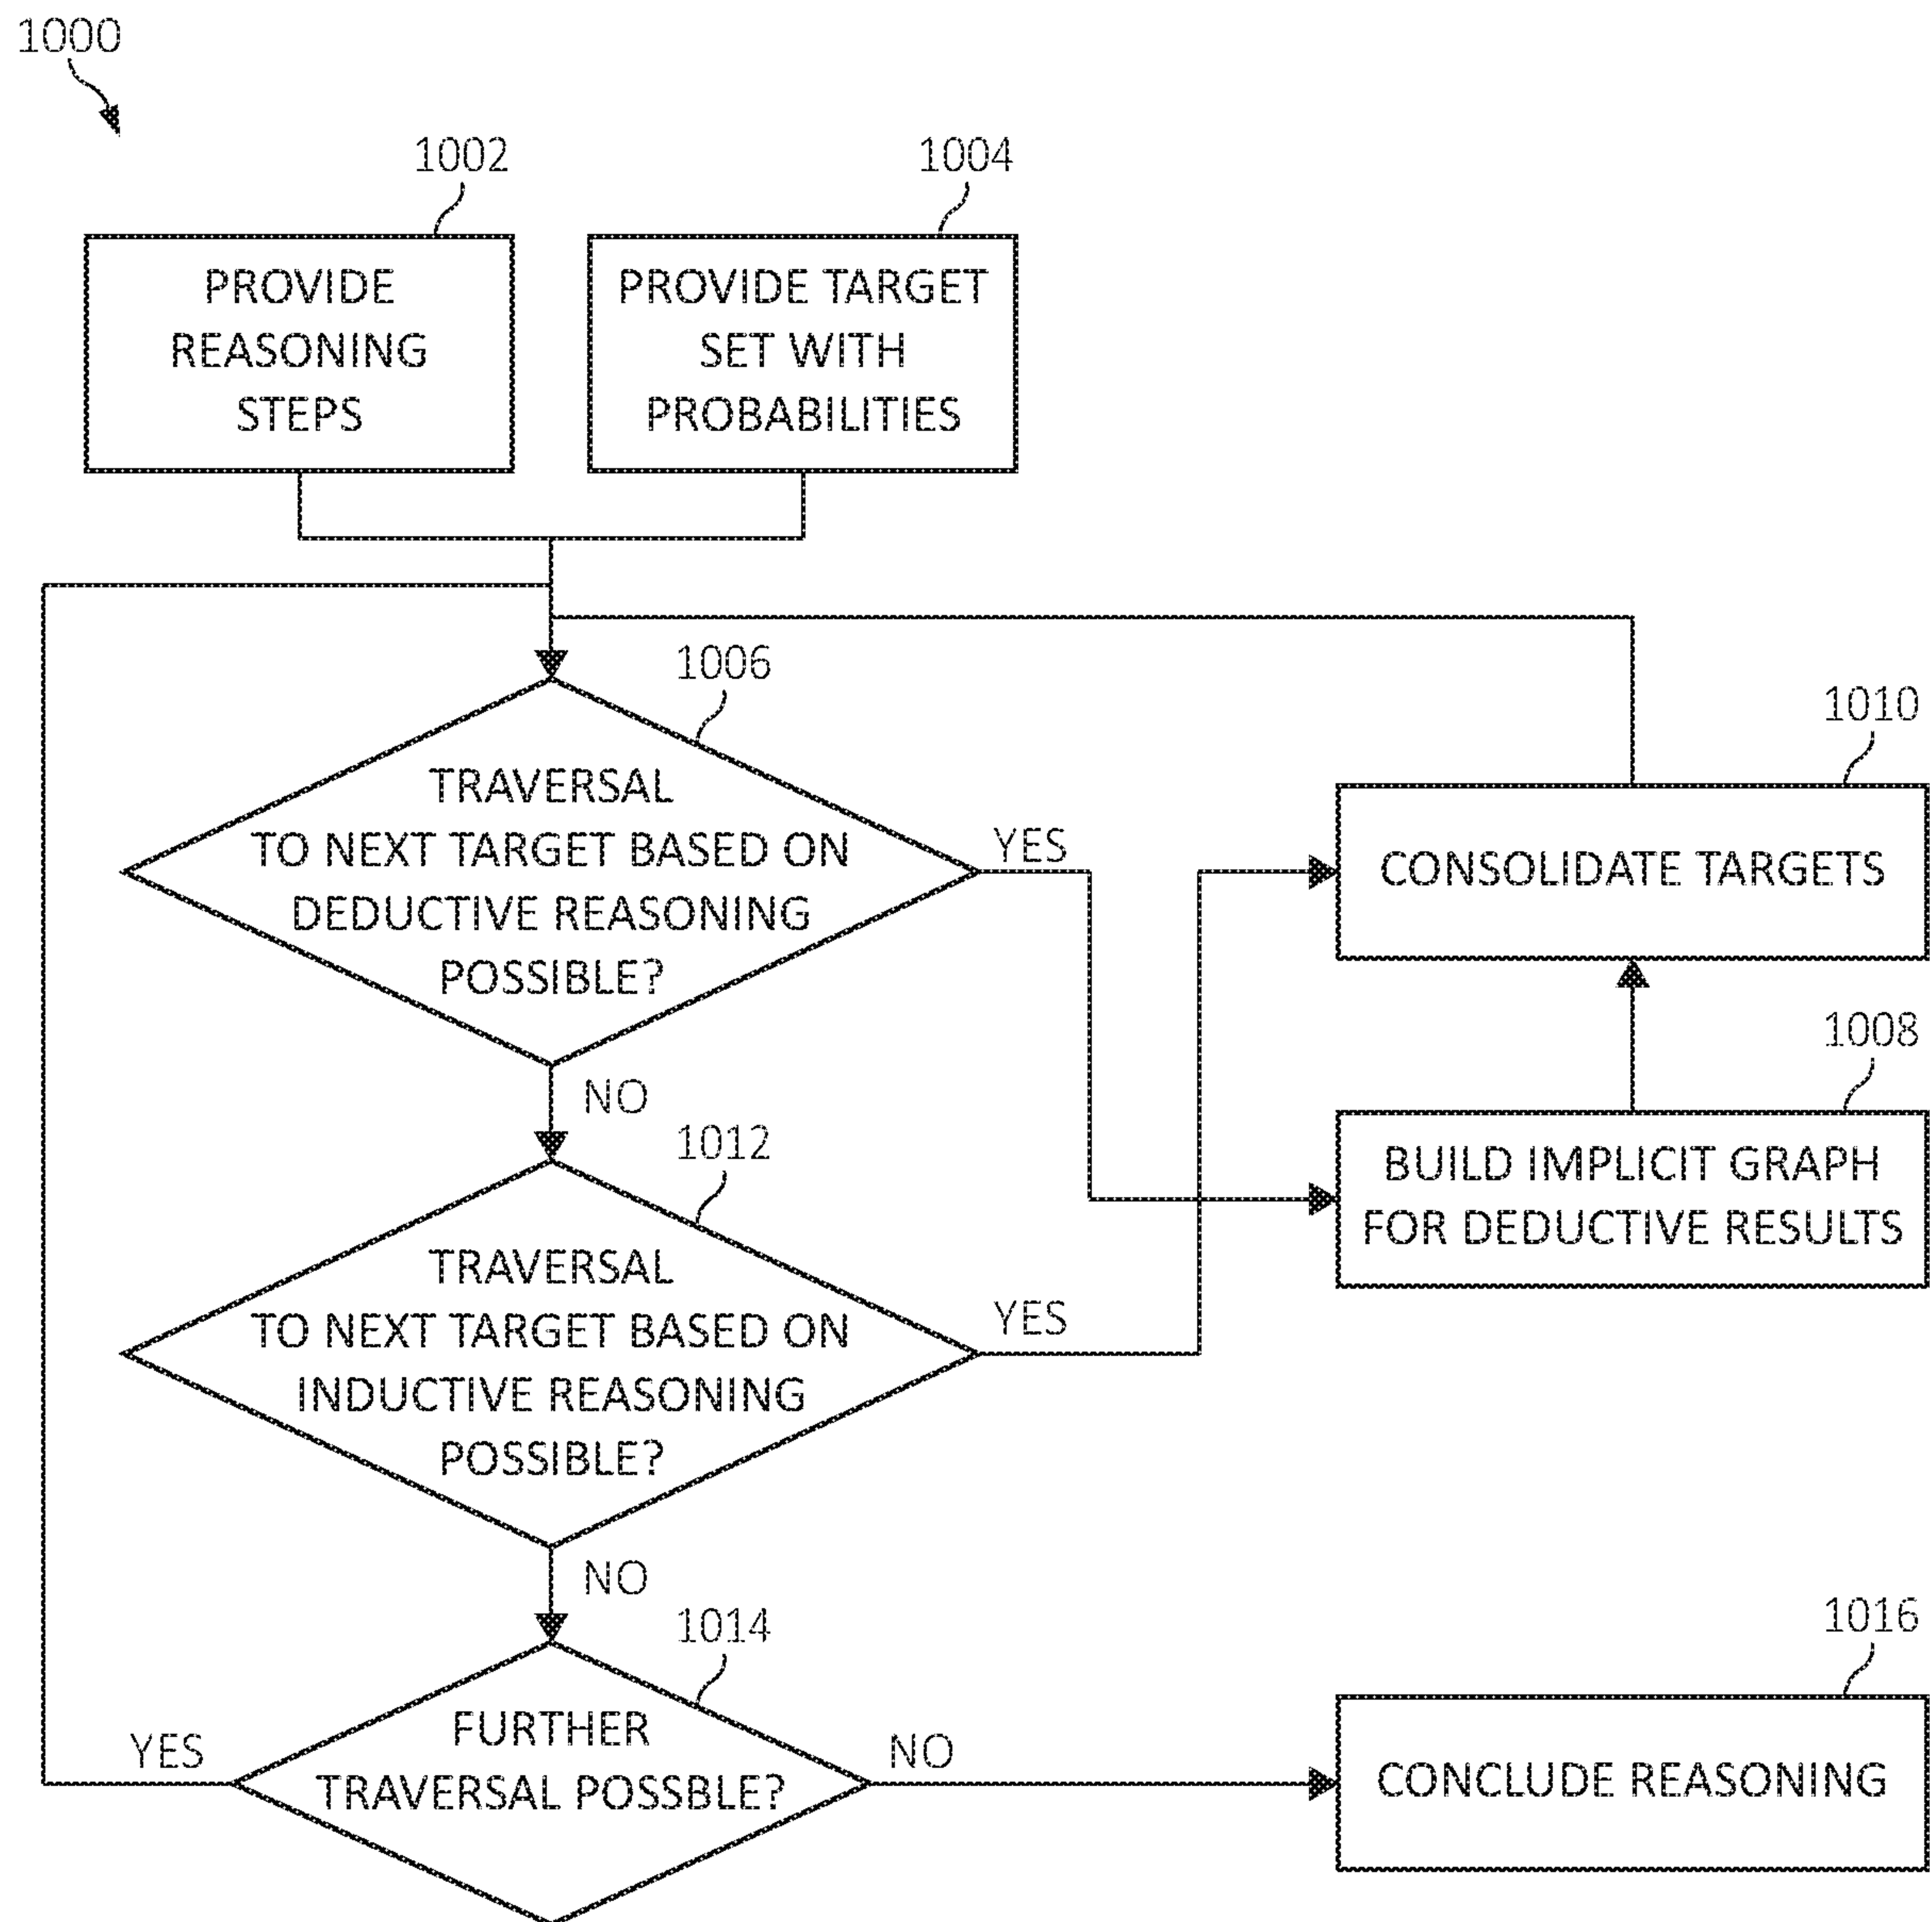 1000
1002
1004
PROVIDE
REASONING
STEPS
PROVIDE TARGET
SET WITH
PROBABILITIES
1006
TRAVERSAL
TO NEXT TARGET BASED ON
DEDUCTIVE REASONING
POSSIBLE?
YES
NO
1010
CONSOLIDATE TARGETS
1008
BUILD IMPLICIT GRAPH
FOR DEDUCTIVE RESULTS
1012
TRAVERSAL
TO NEXT TARGET BASED ON
INDUCTIVE REASONING
POSSIBLE?
YES
NO
1014
FURTHER
TRAVERSAL POSSBLE?
YES
NO
1016
CONCLUDE REASONING